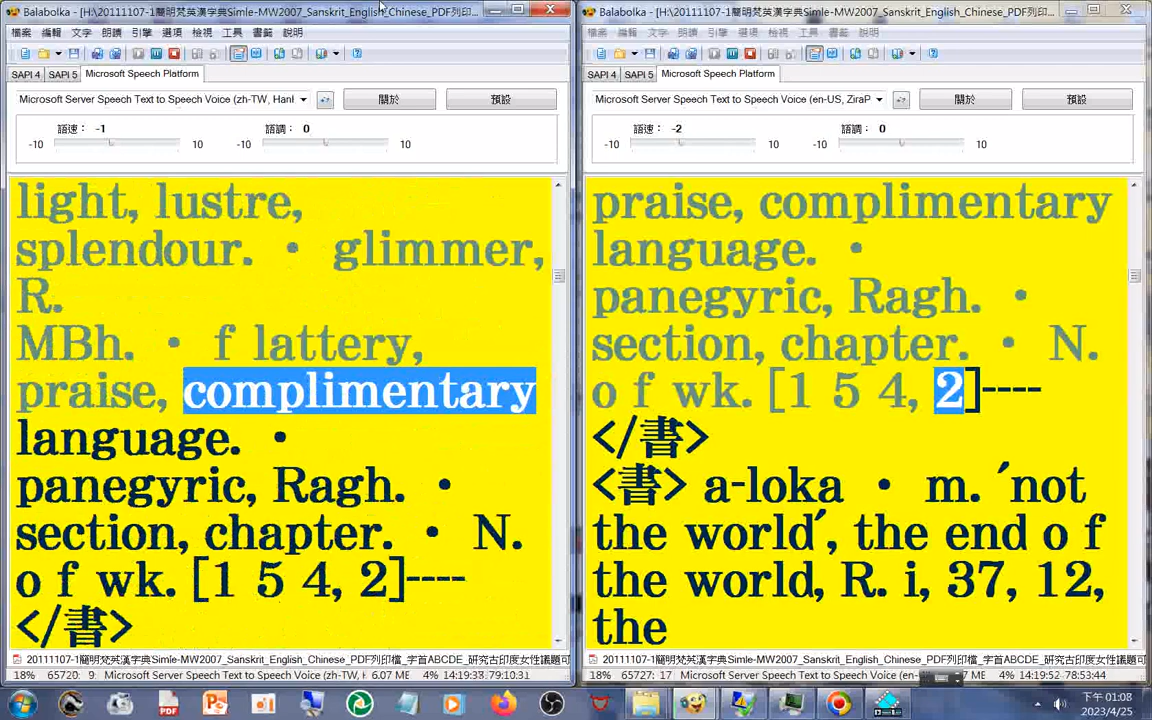 Balabolka - [H:\20111107-1簡明梵英漢字典Simle-MW2007_Sanskrit_English_Chinese_PDF列印...
檔案 編輯 文字 朗讀 引擎 選項 檢視 工具 書籤 說明
SAPI 4 SAPI 5 Microsoft Speech Platform
Microsoft Server Speech Text to Speech Voice (zh-TW, Hanl
關於 預設
語速： -1 語調： 0
-10 10 -10 10
light, lustre,
splendour. • glimmer,
R.
MBh. • f lattery,
praise, complimentary
language. •
panegyric, Ragh. •
section, chapter. • N.
o f wk. [1 5 4, 2]----
</書>
20111107-1簡明梵英漢字典Simle-MW2007_Sanskrit_English_Chinese_PDF列印檔_字首ABCDE_研究古印度女性議題可
18% 65720: 9 Microsoft Server Speech Text to Speech Voice (zh-TW, H 6.07 MB 4% 14:19:33.79:10.31
Balabolka - [H:\20111107-1簡明梵英漢字典Simle-MW2007_Sanskrit_English_Chinese_PDF列印...
檔案 編輯 文字 朗讀 引擎 選項 檢視 工具 書籤 說明
SAPI 4 SAPI 5 Microsoft Speech Platform
Microsoft Server Speech Text to Speech Voice (en-US, ZiraP
關於 預設
語速： -2 語調： 0
-10 10 -10 10
praise, complimentary
language. •
panegyric, Ragh. •
section, chapter. • N.
o f wk. [1 5 4, 2]----
</書>
<書> a-loka • m. ′not
the world′, the end o f
the world, R. i, 37, 12,
the
20111107-1簡明梵英漢字典Simle-MW2007_Sanskrit_English_Chinese_PDF列印檔_字首ABCDE_研究古印度女性議題可
18% 65727: 17 Microsoft Server Speech Text to Speech Voice (en-U MB 4% 14:19:52.78:53:44
下午 01:08
2023/4/25